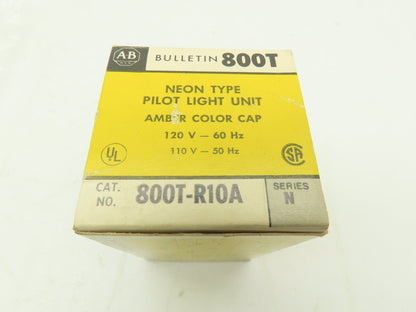 AB BULLETIN 800T
NEON TYPE
PILOT LIGHT UNIT
AMBER COLOR CAP
120 V — 60 Hz
110 V — 50 Hz
UL
SA
CAT. NO. 800T-R10A SERIES N